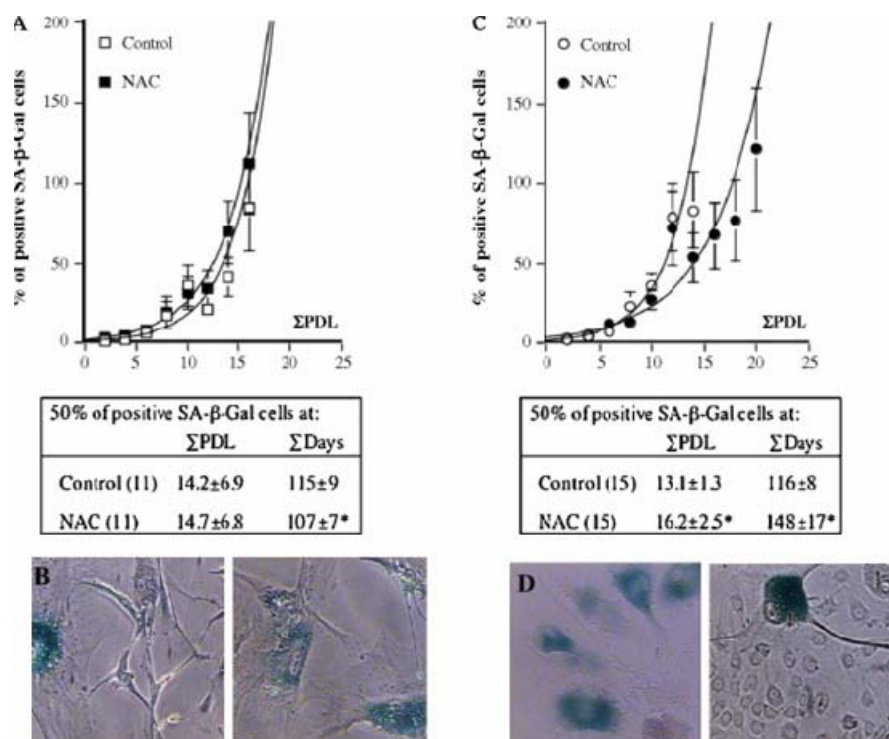 A
200
150
100
50
0
% of positive SA-β-Gal cells
Control
NAC
ΣPDL
0 5 10 15 20 25
50% of positive SA-β-Gal cells at:
ΣPDL ΣDays
Control (11) 14.2±6.9 115±9
NAC (11) 14.7±6.8 107±7*
B
C
200
150
100
50
0
% of positive SA-β-Gal cells
Control
NAC
ΣPDL
0 5 10 15 20 25
50% of positive SA-β-Gal cells at:
ΣPDL ΣDays
Control (15) 13.1±1.3 116±8
NAC (15) 16.2±2.5* 148±17*
D